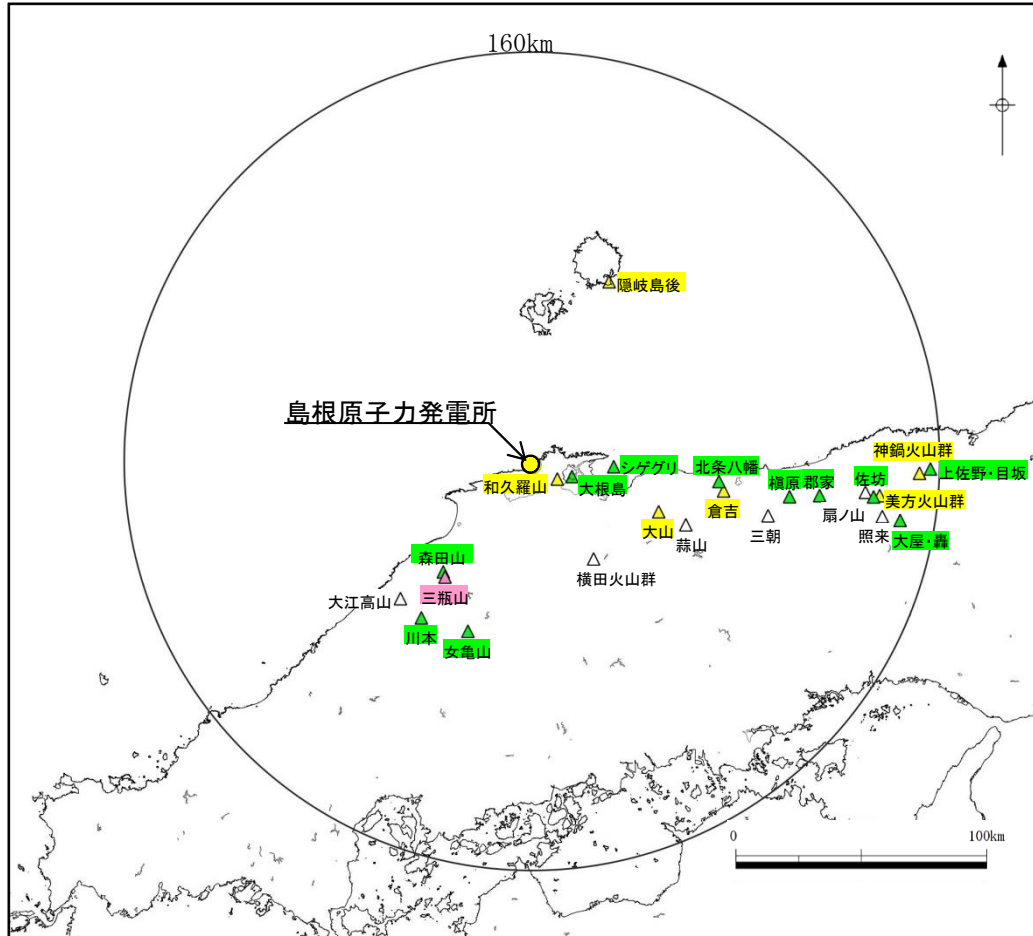 160km
隠岐島後
島根原子力発電所
神鍋火山群
シゲグリ
北条八幡
上佐野・目坂
和久羅山
大根島
槇原
郡家
佐坊
倉吉
美方火山群
大山
扇ノ山
蒜山
三朝
照来
大屋・轟
森田山
横田火山群
三瓶山
大江高山
川本
女亀山
0
100km